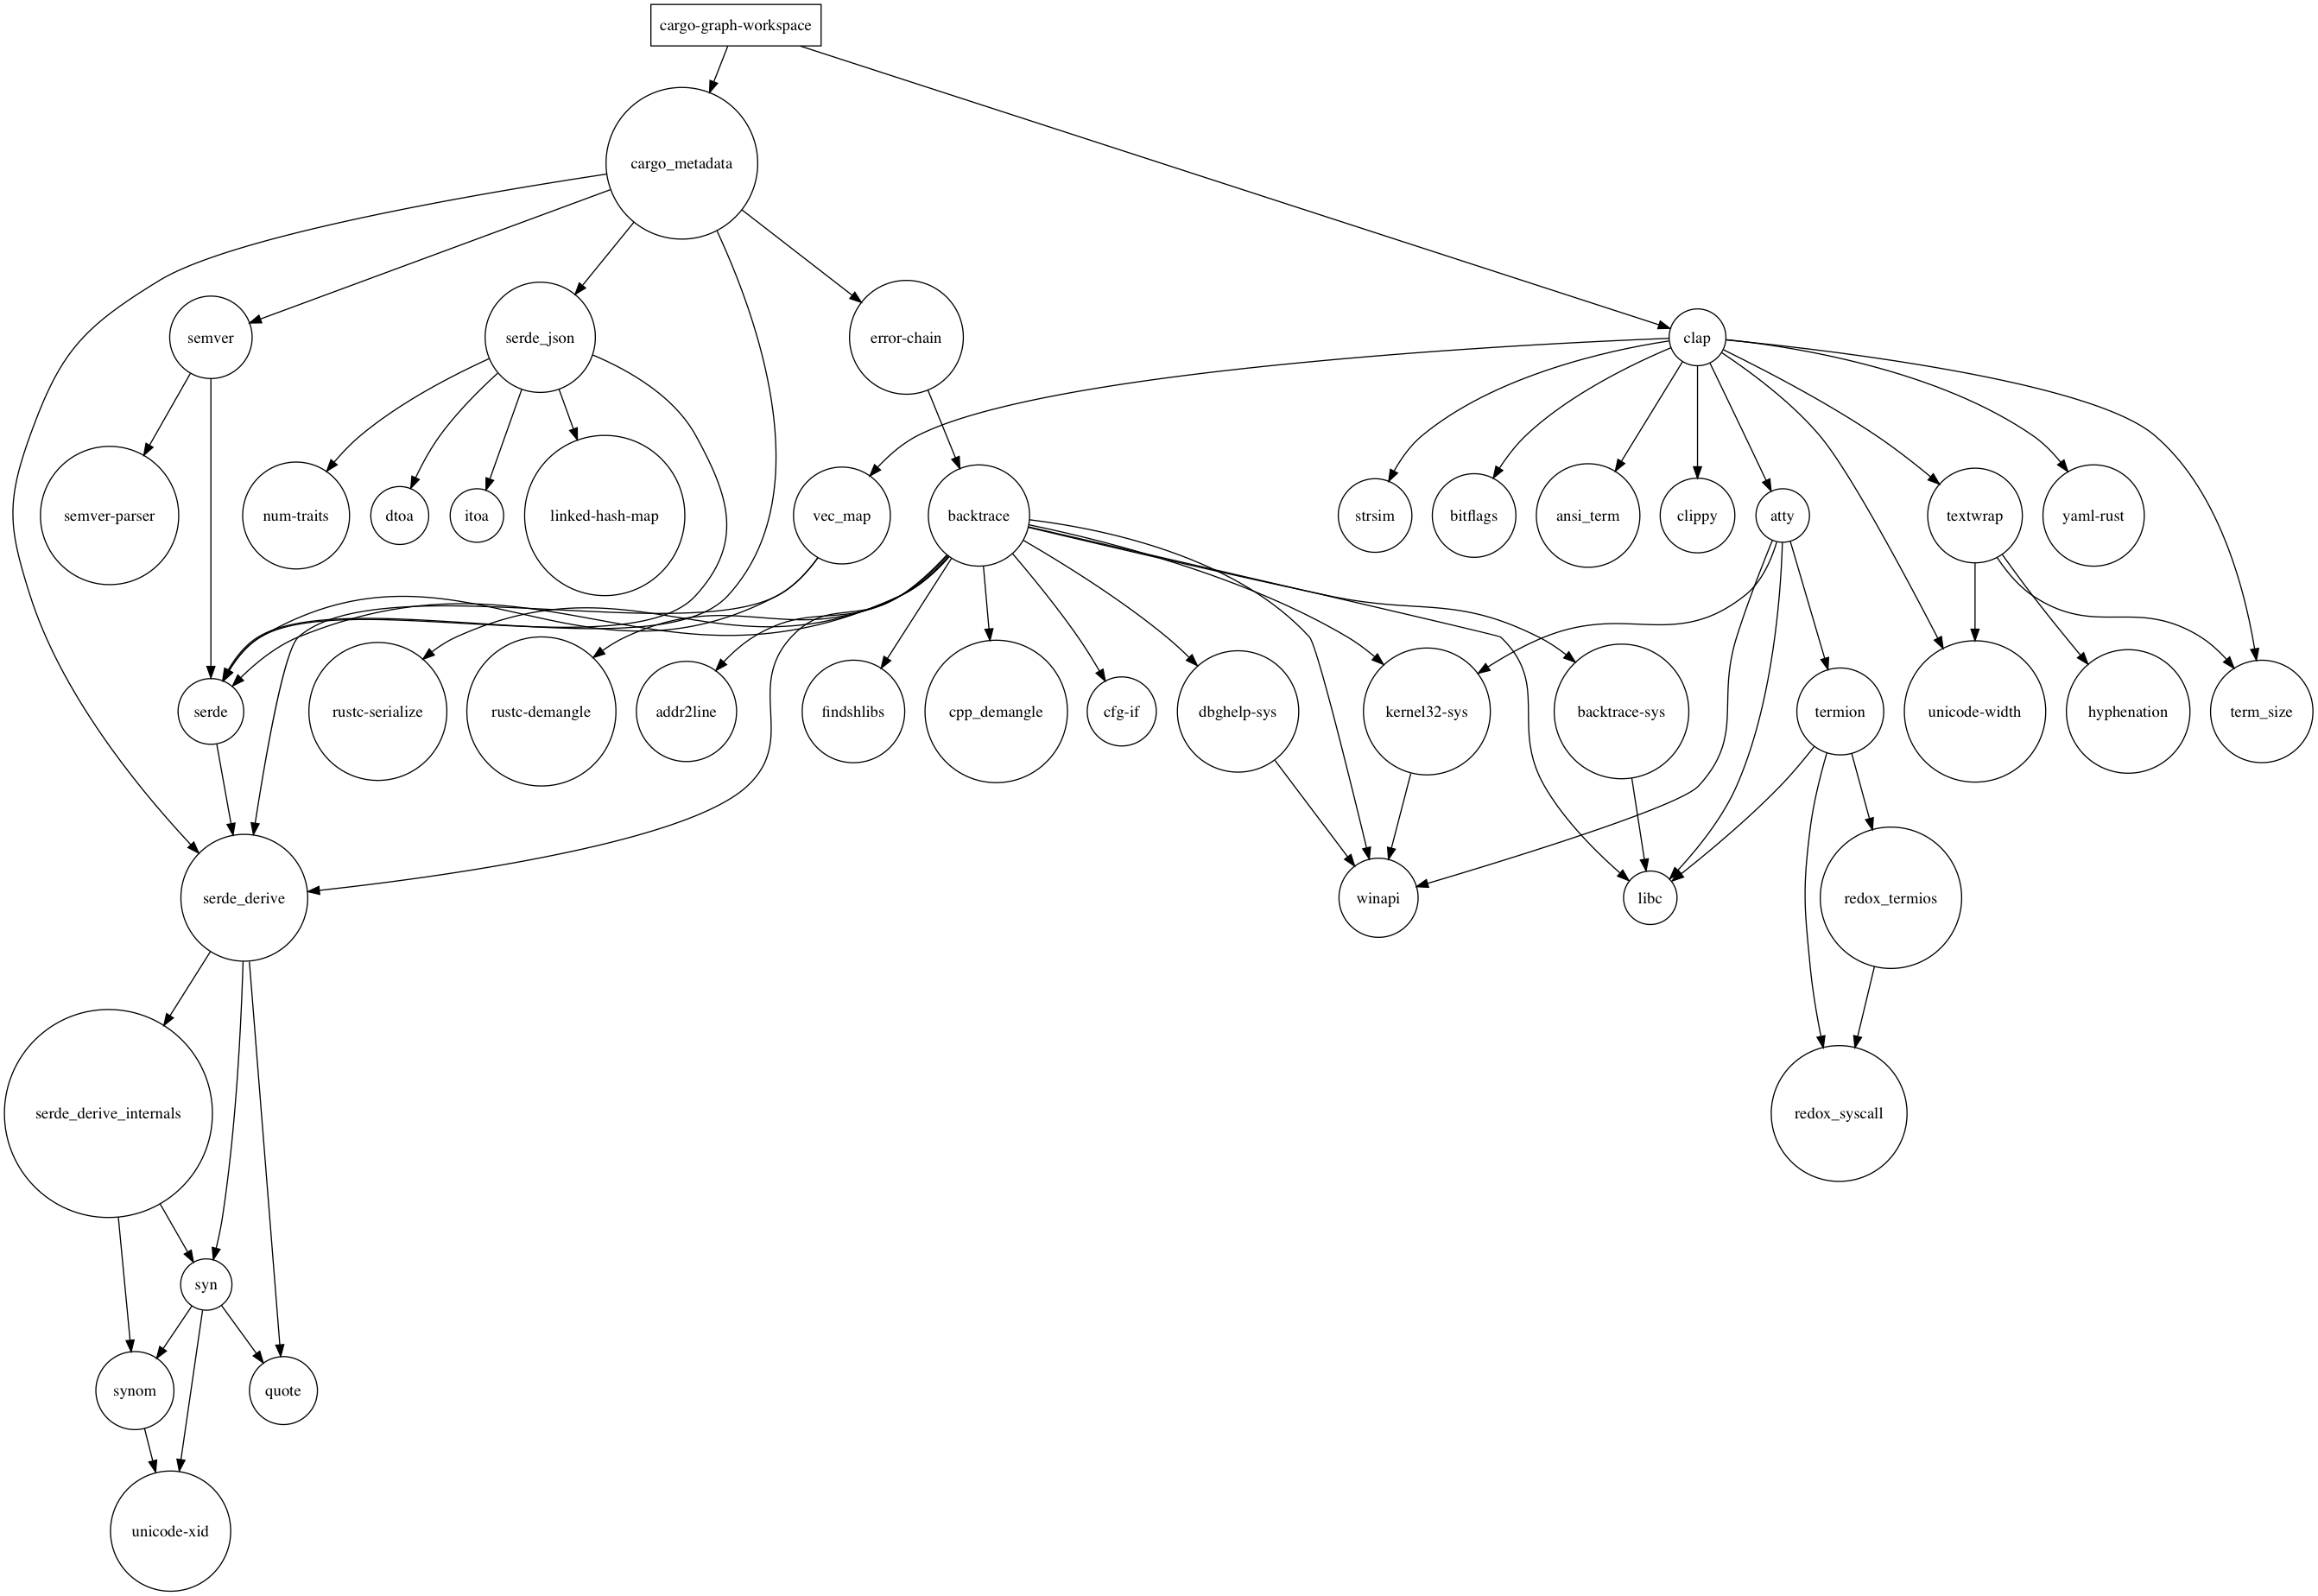 cargo-graph-workspace
cargo_metadata
semver
serde_json
error-chain
clap
semver-parser
num-traits
dtoa
itoa
linked-hash-map
vec_map
backtrace
strsim
bitflags
ansi_term
clippy
atty
textwrap
yaml-rust
serde
rustc-serialize
rustc-demangle
addr2line
findshlibs
cpp_demangle
cfg-if
dbghelp-sys
kernel32-sys
backtrace-sys
termion
unicode-width
hyphenation
term_size
serde_derive
winapi
libc
redox_termios
serde_derive_internals
redox_syscall
syn
synom
quote
unicode-xid